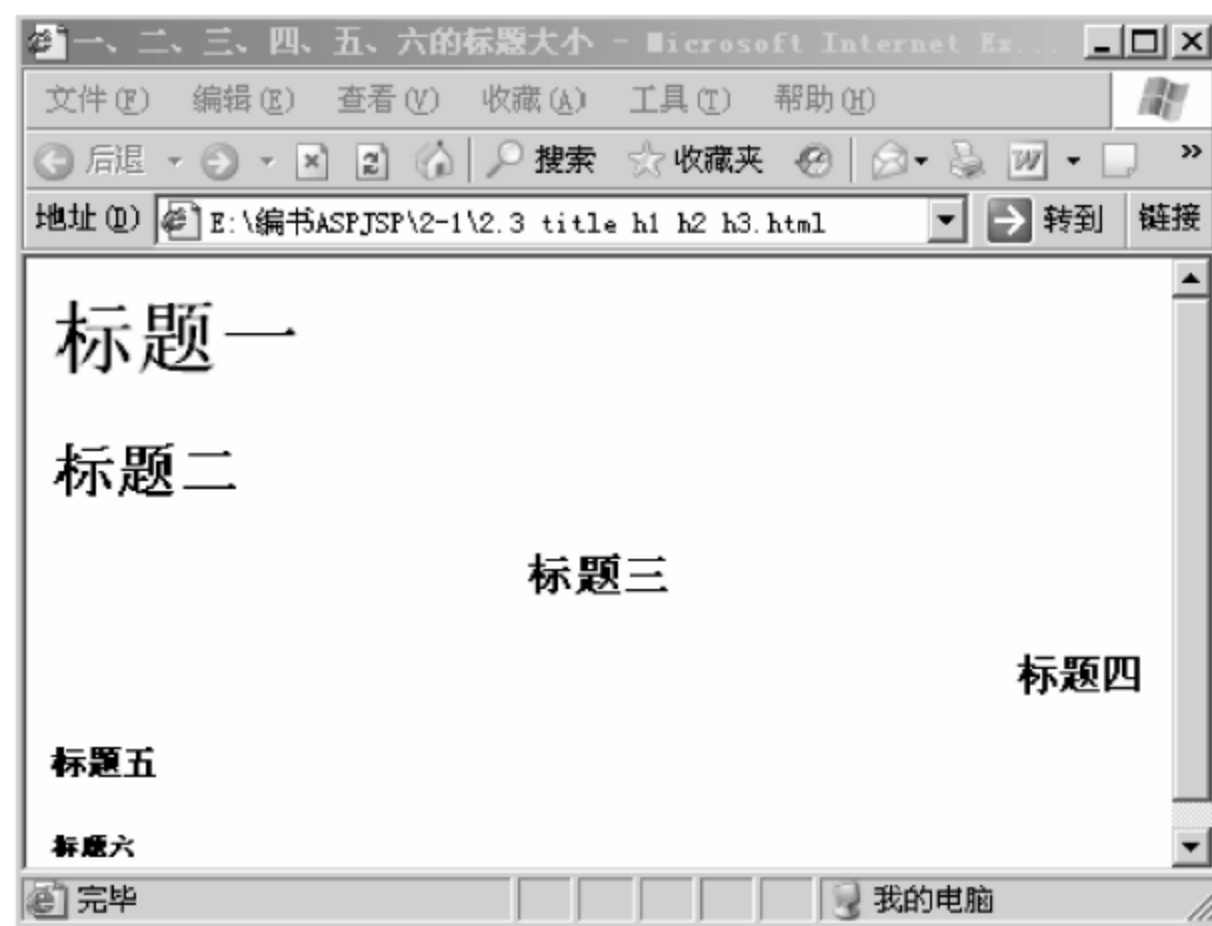 一、二、三、四、五、六的标题大小 - Microsoft Internet Ex...
文件(F) 编辑(E) 查看(V) 收藏(A) 工具(T) 帮助(H)
后退 搜索 收藏夹 W »
地址(D) E:\编书ASPJSP\2-1\2.3 title h1 h2 h3.html 转到 链接
标题一
标题二
标题三
标题四
标题五
标题六
完毕 我的电脑